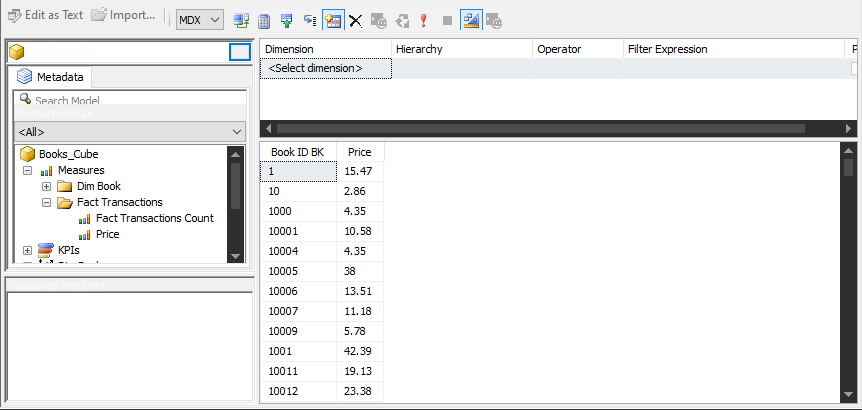 Edit as Text Import... MDX
Dimension Hierarchy Operator Filter Expression P
<Select dimension>
Metadata
Search Model
Measure Group:
<All>
Books_Cube
Measures
Dim Book
Fact Transactions
Fact Transactions Count
Price
KPIs
Calculated Members
Book ID BK Price
1 15.47
10 2.86
1000 4.35
10001 10.58
10004 4.35
10005 38
10006 13.51
10007 11.18
10009 5.78
1001 42.39
10011 19.13
10012 23.38